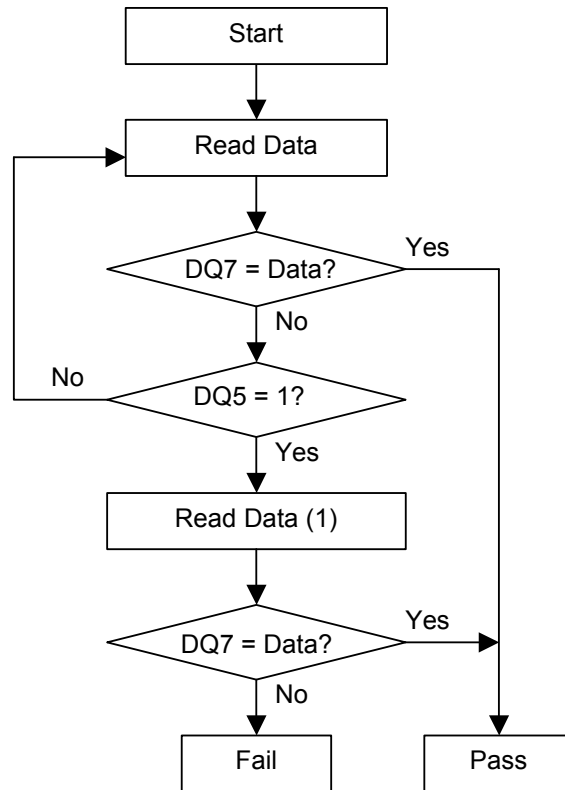 Start
Read Data
DQ7 = Data?
Yes
No
DQ5 = 1?
No
Yes
Read Data (1)
DQ7 = Data?
Yes
No
Fail
Pass